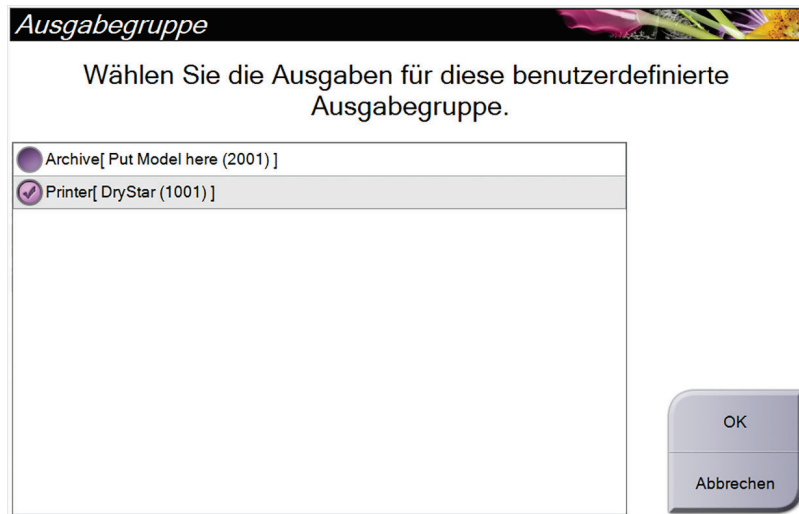 Ausgabegruppe
Wählen Sie die Ausgaben für diese benutzerdefinierte
Ausgabegruppe.
Archive[ Put Model here (2001) ]
Printer[ DryStar (1001) ]
OK
Abbrechen